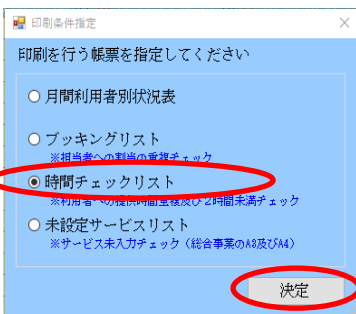 印刷条件指定
印刷を行う帳票を指定してください
月間利用者別状況表
ブッキングリスト
※担当者への割当の重複チェック
時間チェックリスト
※利用者への提供時間重複及び2時間未満チェック
未設定サービスリスト
※サービス未入力チェック（総合事業のA3及びA4）
決定